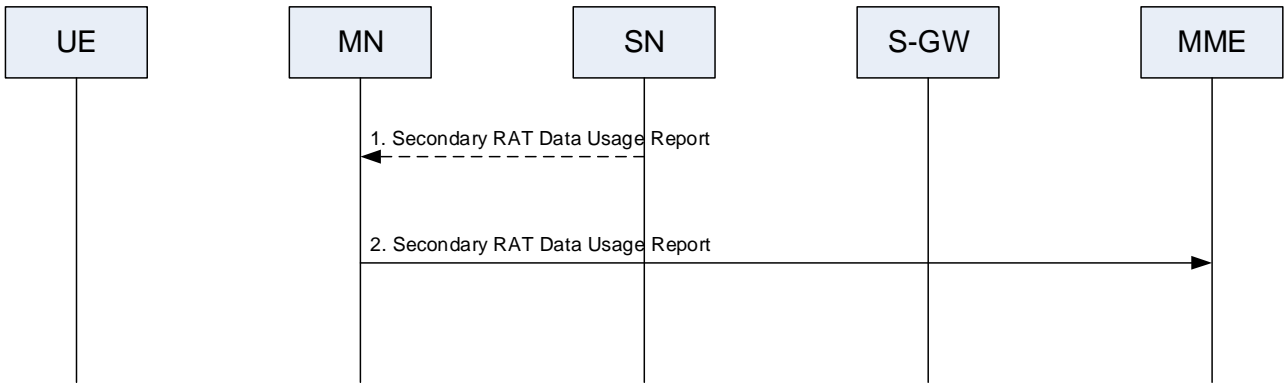 UE
MN
SN
S-GW
MME
1. Secondary RAT Data Usage Report
2. Secondary RAT Data Usage Report